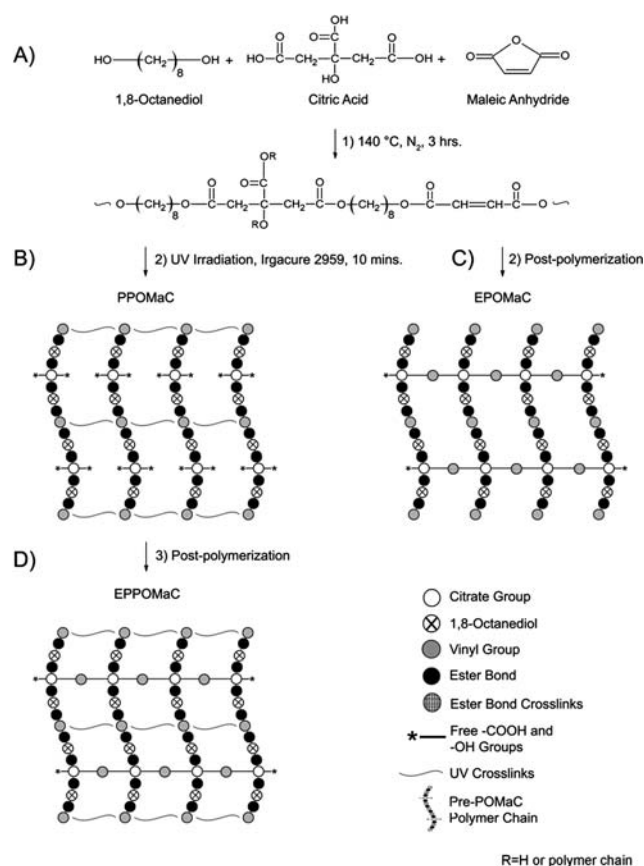 A)
HO (CH₂)₈ OH + HO O O OH O OH HO + O O O
1,8-Octanediol Citric Acid Maleic Anhydride
1) 140 °C, N₂, 3 hrs.
OR
O O O O O
O (CH₂)₈ O C CH₂ C CH₂ C O (CH₂)₈ O C CH CH C O
RO
B) 2) UV Irradiation, Irgacure 2959, 10 mins. C) 2) Post-polymerization
PPOMaC EPOMaC
3) Post-polymerization
D)
EPPOMaC
Citrate Group
1,8-Octanediol
Vinyl Group
Ester Bond
Ester Bond Crosslinks
* Free -COOH and
-OH Groups
UV Crosslinks
Pre-POMaC
Polymer Chain
R=H or polymer chain